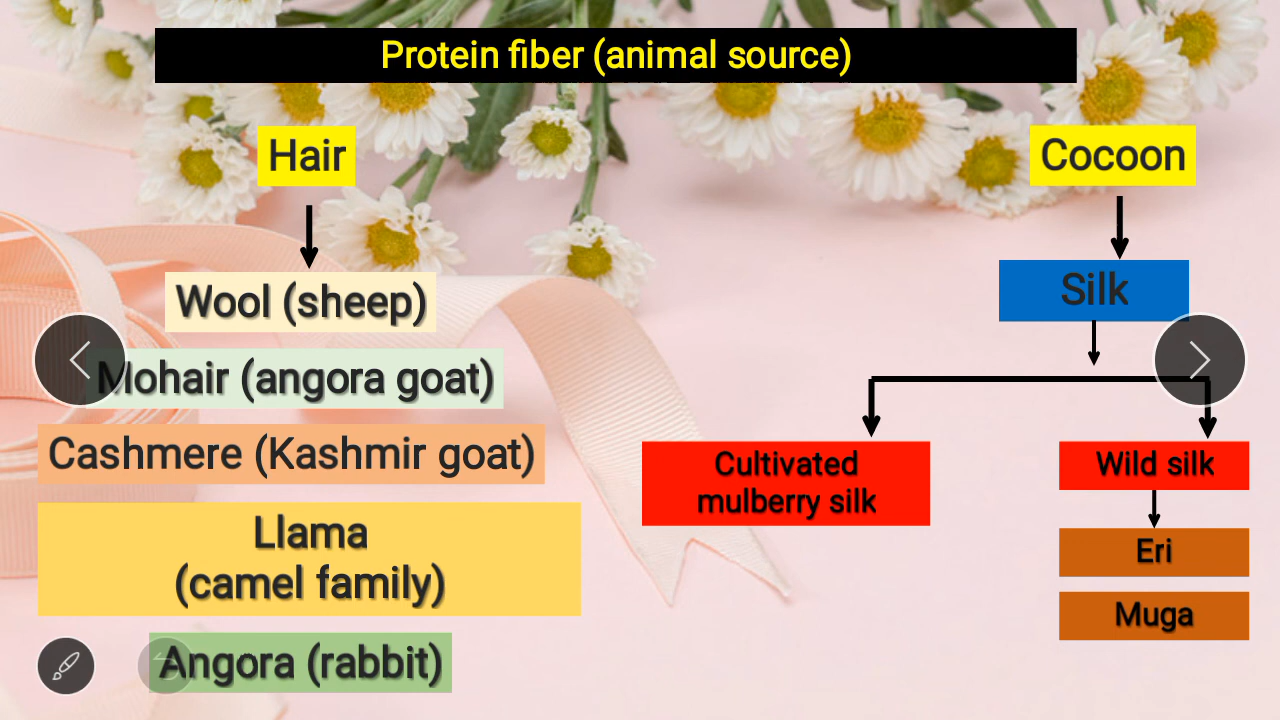 Protein fiber (animal source)
Hair
Wool (sheep)
Mohair (angora goat)
Cashmere (Kashmir goat)
Llama
(camel family)
Angora (rabbit)
Cocoon
Silk
Cultivated
mulberry silk
Wild silk
Eri
Muga